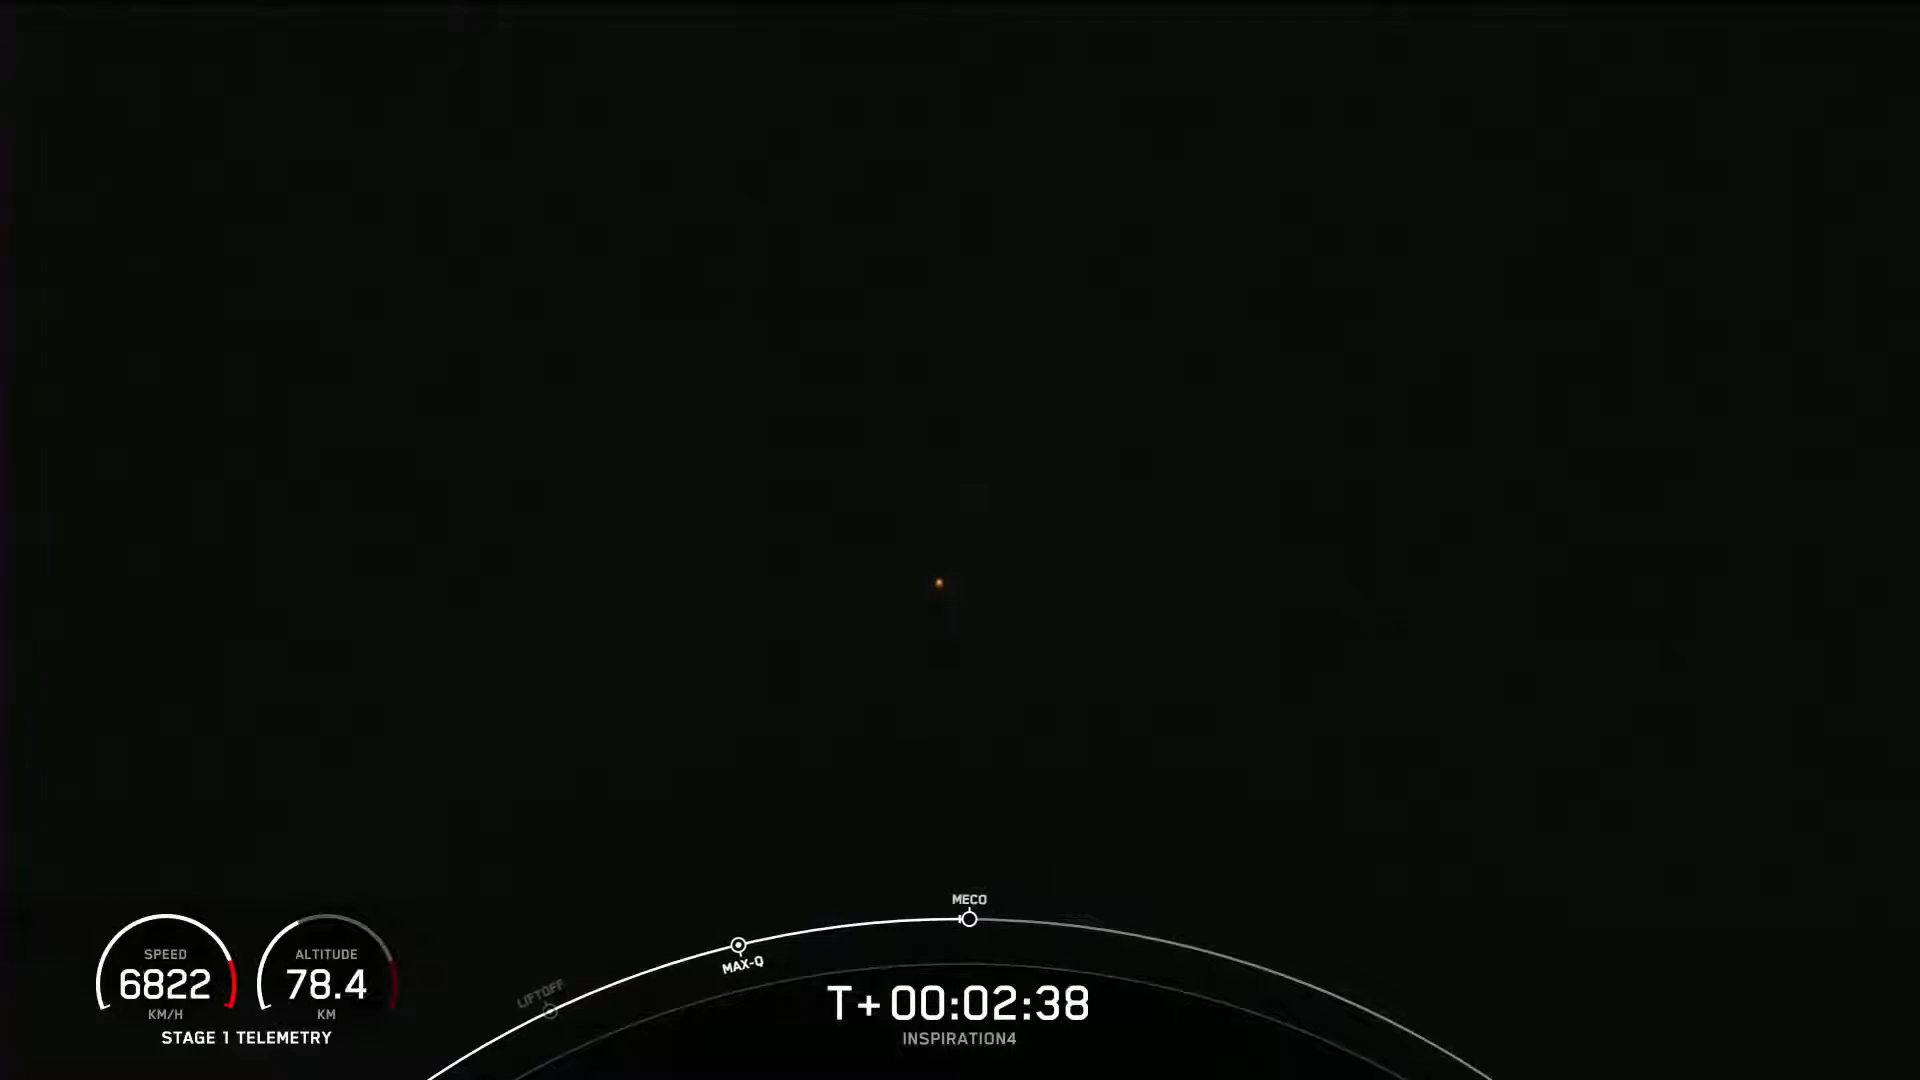 MECO
MAX-Q
LIFTOFF
SPEED
6822
KM/H
ALTITUDE
78.4
KM
STAGE 1 TELEMETRY
T+00:02:38
INSPIRATION4